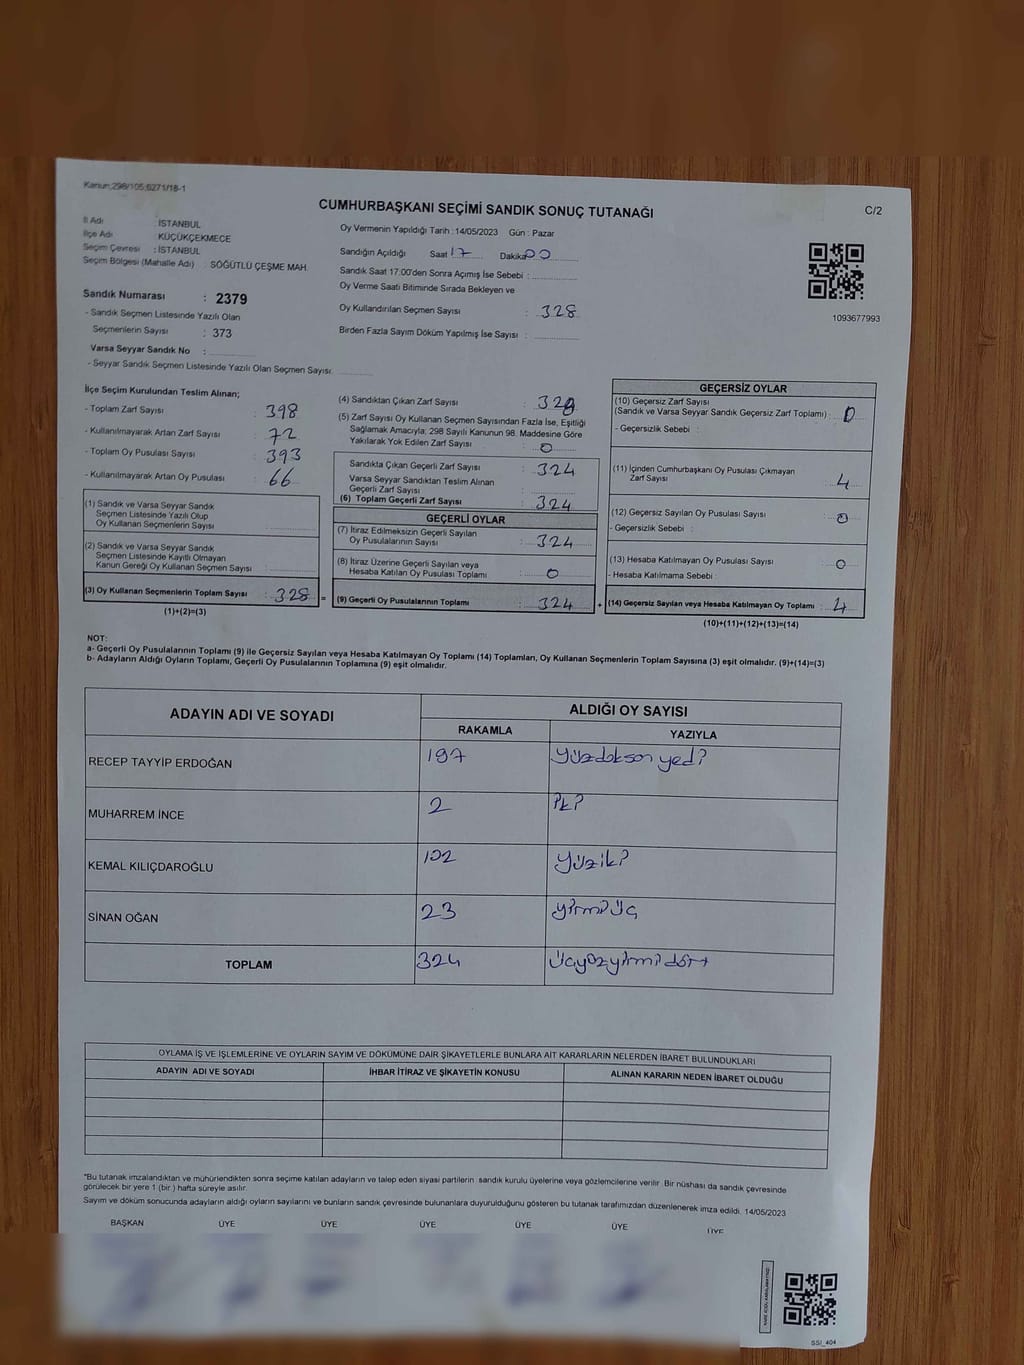 Kanun;298/105;6271/18-1
CUMHURBAŞKANI SEÇİMİ SANDIK SONUÇ TUTANAĞI
C/2
İl Adı : İSTANBUL
İlçe Adı : KÜÇÜKÇEKMECE
Seçim Çevresi : İSTANBUL
Seçim Bölgesi (Mahalle Adı) : SÖĞÜTLÜ ÇEŞME MAH.
Sandık Numarası : 2379
- Sandık Seçmen Listesinde Yazılı Olan
Seçmenlerin Sayısı : 373
Varsa Seyyar Sandık No :
- Seyyar Sandık Seçmen Listesinde Yazılı Olan Seçmen Sayısı:
Oy Vermenin Yapıldığı Tarih :14/05/2023 Gün : Pazar
Sandığın Açıldığı Saat 17 Dakika 00
Sandık Saat 17:00'den Sonra Açımış İse Sebebi :
Oy Verme Saati Bitiminde Sırada Bekleyen ve
Oy Kullandırılan Seçmen Sayısı : 328
Birden Fazla Sayım Döküm Yapılmış İse Sayısı :
1093677993
İlçe Seçim Kurulundan Teslim Alınan;
- Toplam Zarf Sayısı : 398
- Kullanılmayarak Artan Zarf Sayısı : 72
- Toplam Oy Pusulası Sayısı : 393
- Kullanılmayarak Artan Oy Pusulası : 66
(1) Sandık ve Varsa Seyyar Sandık
Seçmen Listesinde Yazılı Olup
Oy Kullanan Seçmenlerin Sayısı :
(2) Sandık ve Varsa Seyyar Sandık
Seçmen Listesinde Kayıtlı Olmayan
Kanun Gereği Oy Kullanan Seçmen Sayısı :
(3) Oy Kullanan Seçmenlerin Toplam Sayısı : 328
(1)+(2)=(3)
(4) Sandıktan Çıkan Zarf Sayısı : 328
(5) Zarf Sayısı Oy Kullanan Seçmen Sayısından Fazla İse, Eşitliği
Sağlamak Amacıyla; 298 Sayılı Kanunun 98. Maddesine Göre
Yakılarak Yok Edilen Zarf Sayısı : 0
Sandıkta Çıkan Geçerli Zarf Sayısı : 324
Varsa Seyyar Sandıktan Teslim Alınan
Geçerli Zarf Sayısı :
(6) Toplam Geçerli Zarf Sayısı : 324
GEÇERLİ OYLAR
(7) İtiraz Edilmeksizin Geçerli Sayılan
Oy Pusulalarının Sayısı : 324
(8) İtiraz Üzerine Geçerli Sayılan veya
Hesaba Katılan Oy Pusulası Toplamı : 0
= (9) Geçerli Oy Pusulalarının Toplamı : 324 +
GEÇERSİZ OYLAR
(10) Geçersiz Zarf Sayısı
(Sandık ve Varsa Seyyar Sandık Geçersiz Zarf Toplamı) : 0
- Geçersizlik Sebebi :
(11) İçinden Cumhurbaşkanı Oy Pusulası Çıkmayan
Zarf Sayısı : 4
(12) Geçersiz Sayılan Oy Pusulası Sayısı : 0
- Geçersizlik Sebebi :
(13) Hesaba Katılmayan Oy Pusulası Sayısı : 0
- Hesaba Katılmama Sebebi :
(14) Geçersiz Sayılan veya Hesaba Katılmayan Oy Toplamı : 4
(10)+(11)+(12)+(13)=(14)
NOT:
a- Geçerli Oy Pusulalarının Toplamı (9) ile Geçersiz Sayılan veya Hesaba Katılmayan Oy Toplamı (14) Toplamları, Oy Kullanan Seçmenlerin Toplam Sayısına (3) eşit olmalıdır. (9)+(14)=(3)
b- Adayların Aldığı Oyların Toplamı, Geçerli Oy Pusulalarının Toplamına (9) eşit olmalıdır.
ADAYIN ADI VE SOYADI
ALDIĞI OY SAYISI
RAKAMLA YAZIYLA
RECEP TAYYİP ERDOĞAN 197 Yüzdoksonyedi
MUHARREM İNCE 2 iki
KEMAL KILIÇDAROĞLU 102 Yüziki
SİNAN OĞAN 23 yirmiüç
TOPLAM 324 Üçyüzyirmidört
OYLAMA İŞ VE İŞLEMLERİNE VE OYLARIN SAYIM VE DÖKÜMÜNE DAİR ŞİKAYETLERLE BUNLARA AİT KARARLARIN NELERDEN İBARET BULUNDUKLARI
ADAYIN ADI VE SOYADI İHBAR İTİRAZ VE ŞİKAYETİN KONUSU ALINAN KARARIN NEDEN İBARET OLDUĞU
*Bu tutanak imzalandıktan ve mühürlendikten sonra seçime katılan adayların ve talep eden siyasi partilerin sandık kurulu üyelerine veya gözlemcilerine verilir. Bir nüshası da sandık çevresinde
görülecek bir yere 1 (bir ) hafta süreyle asılır.
Sayım ve döküm sonucunda adayların aldığı oyların sayılarını ve bunların sandık çevresinde bulunanlara duyurulduğunu gösteren bu tutanak tarafımızdan düzenlenerek imza edildi. 14/05/2023
BAŞKAN ÜYE ÜYE ÜYE ÜYE ÜYE ÜYE
SSİ_404